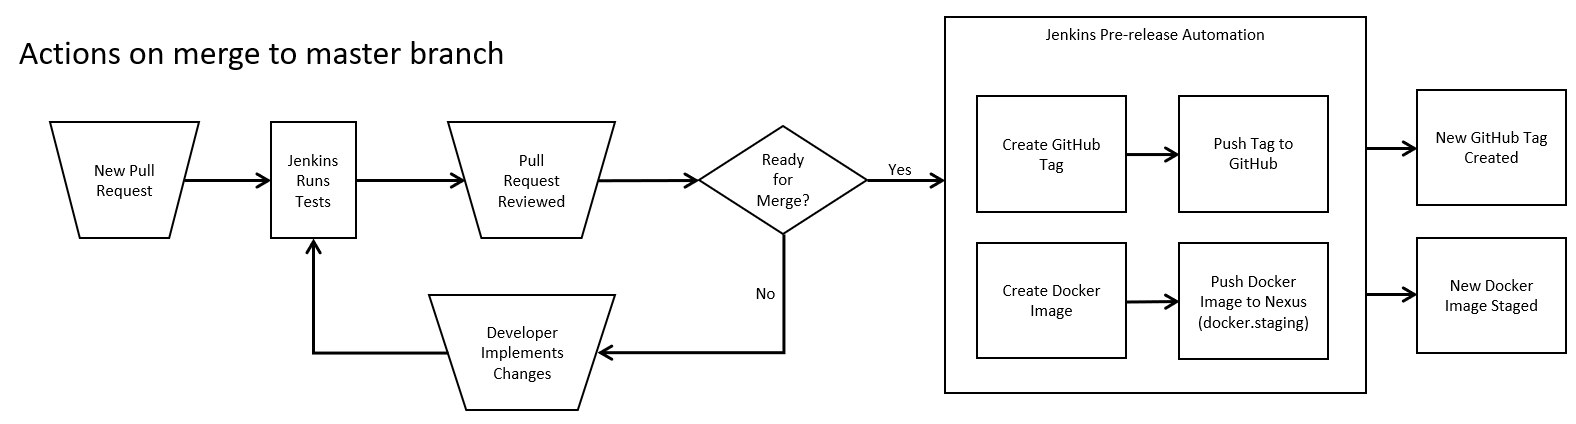 Actions on merge to master branch
Jenkins Pre-release Automation
New Pull
Request
Jenkins
Runs
Tests
Pull
Request
Reviewed
Ready
for
Merge?
Yes
No
Developer
Implements
Changes
Create GitHub
Tag
Push Tag to
GitHub
New GitHub Tag
Created
Create Docker
Image
Push Docker
Image to Nexus
(docker.staging)
New Docker
Image Staged